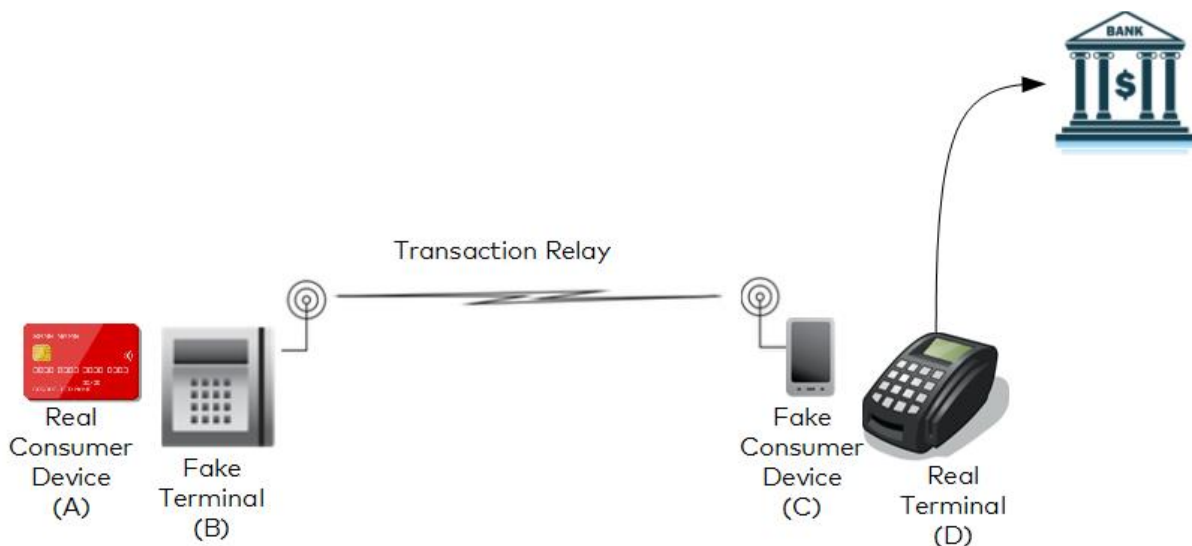 BANK
$
Transaction Relay
Real
Consumer
Device
(A)
Fake
Terminal
(B)
Fake
Consumer
Device
(C)
Real
Terminal
(D)